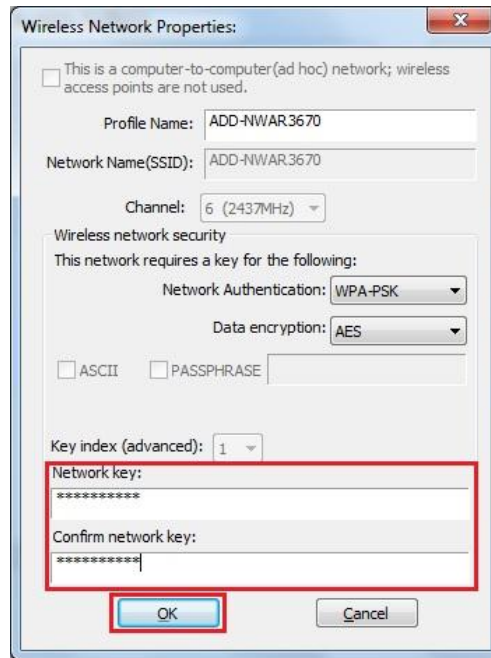 Wireless Network Properties:
This is a computer-to-computer(ad hoc) network; wireless
access points are not used.
Profile Name: ADD-NWAR3670
Network Name(SSID): ADD-NWAR3670
Channel: 6 (2437MHz)
Wireless network security
This network requires a key for the following:
Network Authentication: WPA-PSK
Data encryption: AES
ASCII PASSPHRASE
Key index (advanced): 1
Network key:
**********
Confirm network key:
**********
OK Cancel